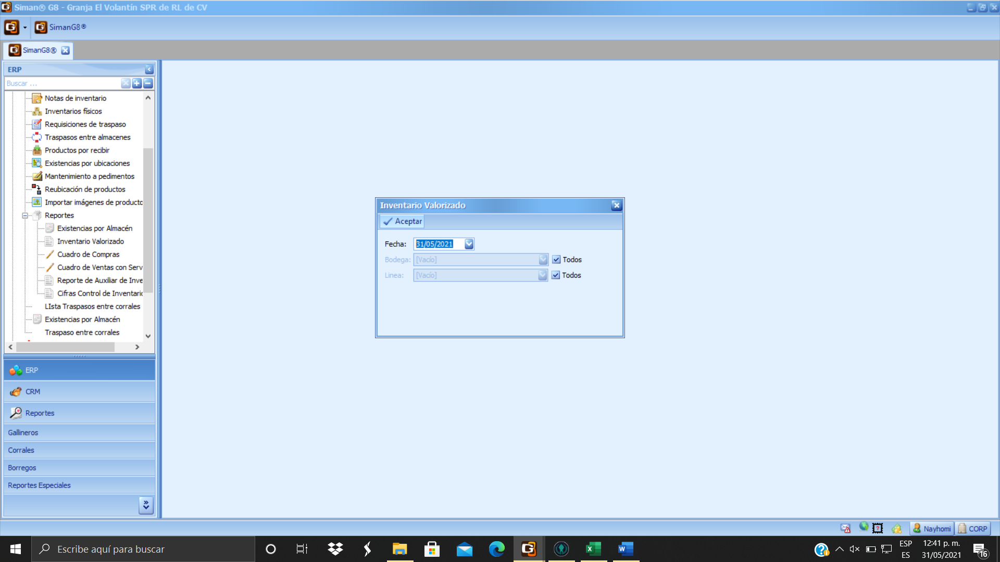 Siman® G8 - Granja El Volantín SPR de RL de CV
SimanG8®
SimanG8®
ERP
Buscar ...
Notas de inventario
Inventarios físicos
Requisiciones de traspaso
Traspasos entre almacenes
Productos por recibir
Existencias por ubicaciones
Mantenimiento a pedimentos
Reubicación de productos
Importar imágenes de producto
Reportes
Existencias por Almacén
Inventario Valorizado
Cuadro de Compras
Cuadro de Ventas con Serv
Reporte de Auxiliar de Inve
Cifras Control de Inventario
LIsta Traspasos entre corrales
Existencias por Almacén
Traspaso entre corrales
ERP
CRM
Reportes
Gallineros
Corrales
Borregos
Reportes Especiales
Inventario Valorizado
Aceptar
Fecha: 31/05/2021
Bodega: [Vacío] Todos
Linea: [Vacío] Todos
Nayhomi CORP
Escribe aquí para buscar
ESP
ES
12:41 p. m.
31/05/2021
16